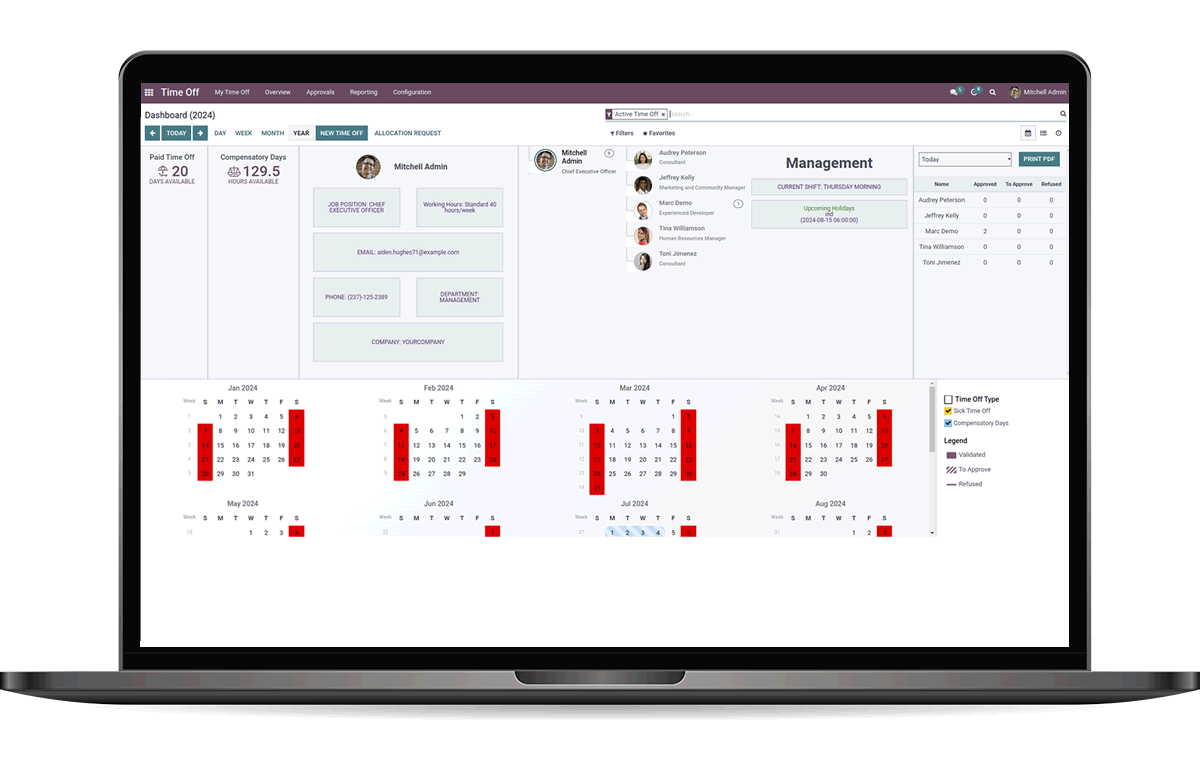 Time Off My Time Off Overview Approvals Reporting Configuration Mitchell Admin
Dashboard (2024)
Active Time Off × Search...
TODAY DAY WEEK MONTH YEAR NEW TIME OFF ALLOCATION REQUEST
Filters Favorites
Paid Time Off
20
DAYS AVAILABLE
Compensatory Days
129.5
HOURS AVAILABLE
Mitchell Admin
JOB POSITION: CHIEF
EXECUTIVE OFFICER
Working Hours: Standard 40
hours/week
EMAIL: aiden.hughes71@example.com
PHONE: (237)-125-2389
DEPARTMENT:
MANAGEMENT
COMPANY: YOURCOMPANY
Mitchell
Admin
Chief Executive Officer
Audrey Peterson
Consultant
Jeffrey Kelly
Marketing and Community Manager
Marc Demo
1
Experienced Developer
Tina Williamson
Human Resources Manager
Toni Jimenez
Consultant
Management
CURRENT SHIFT: THURSDAY MORNING
Upcoming Holidays
ind
(2024-08-15 06:00:00)
Today PRINT PDF
Name Approved To Approve Refused
Audrey Peterson 0 0 0
Jeffrey Kelly 0 0 0
Marc Demo 2 0 0
Tina Williamson 0 0 0
Toni Jimenez 0 0 0
Jan 2024
Week S M T W T F S
1 1 2 3 4 5 6
2 7 8 9 10 11 12 13
3 14 15 16 17 18 19 20
4 21 22 23 24 25 26 27
5 28 29 30 31
Feb 2024
Week S M T W T F S
5 1 2 3
6 4 5 6 7 8 9 10
7 11 12 13 14 15 16 17
8 18 19 20 21 22 23 24
9 25 26 27 28 29
Mar 2024
Week S M T W T F S
9 1 2
10 3 4 5 6 7 8 9
11 10 11 12 13 14 15 16
12 17 18 19 20 21 22 23
13 24 25 26 27 28 29 30
14 31
Apr 2024
Week S M T W T F S
14 1 2 3 4 5 6
15 7 8 9 10 11 12 13
16 14 15 16 17 18 19 20
17 21 22 23 24 25 26 27
18 28 29 30
May 2024
Week S M T W T F S
1 2 3 4
Jun 2024
Week S M T W T F S
22 1
Jul 2024
Week S M T W T F S
27 1 2 3 4 5 6
Aug 2024
Week S M T W T F S
31 1 2 3
Time Off Type
Sick Time Off
Compensatory Days
Legend
Validated
To Approve
Refused